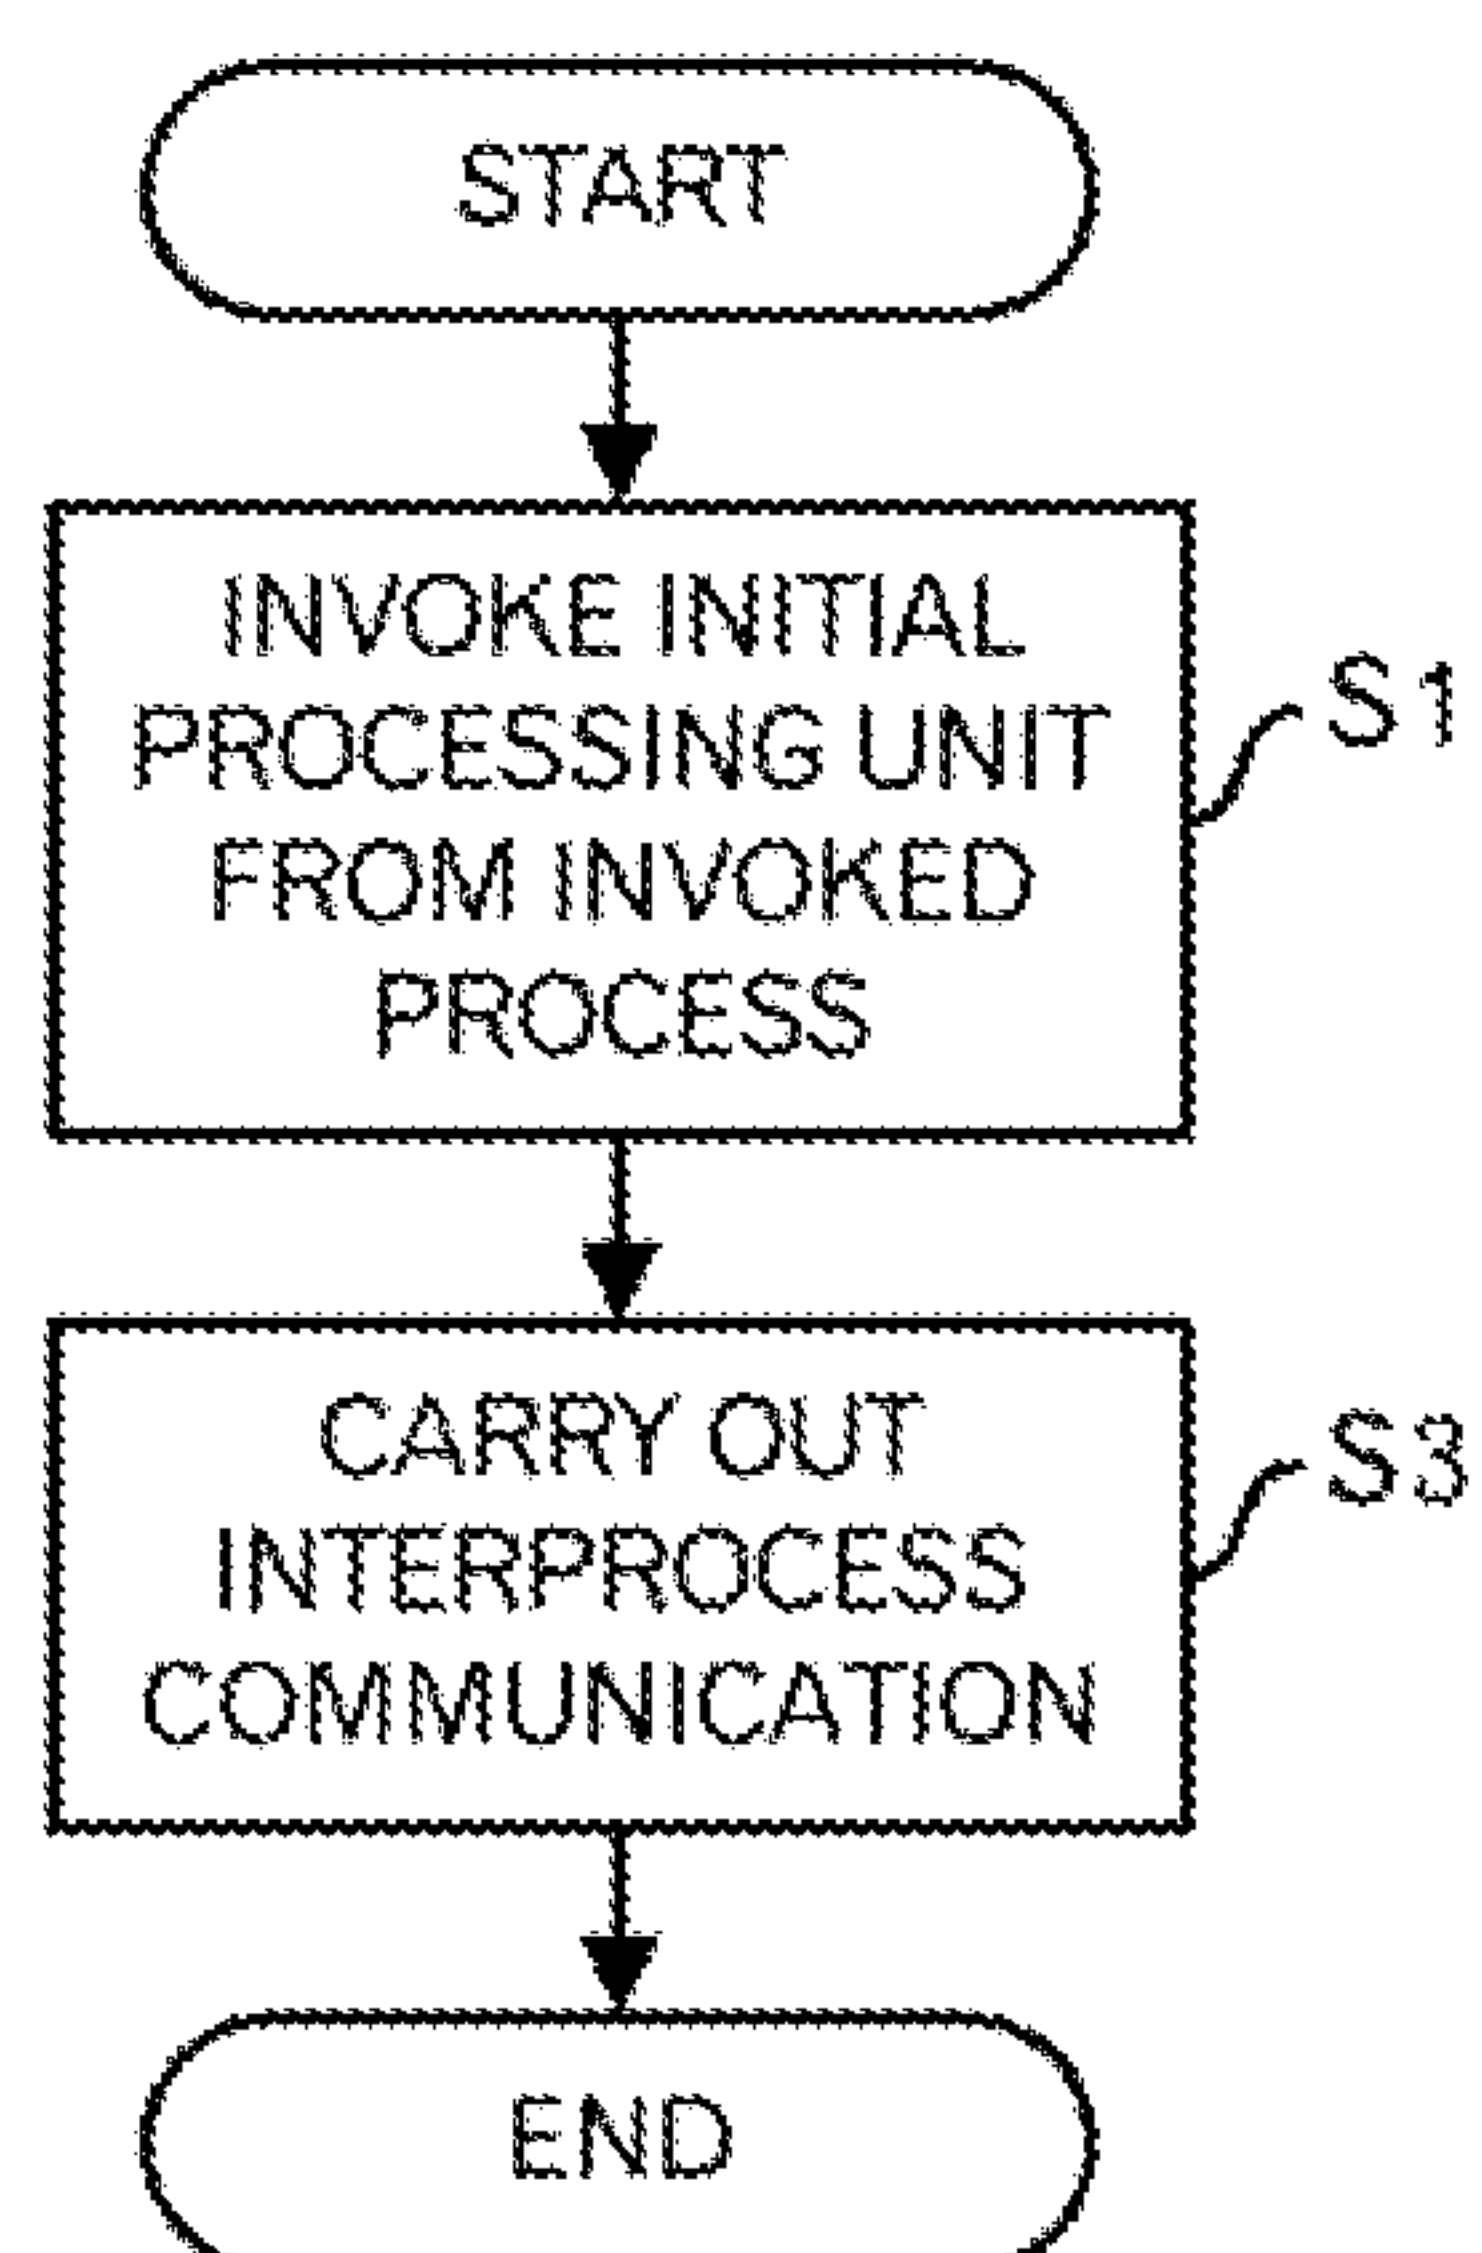 START
INVOKE INITIAL
PROCESSING UNIT
FROM INVOKED
PROCESS
S1
CARRY OUT
INTERPROCESS
COMMUNICATION
S3
END